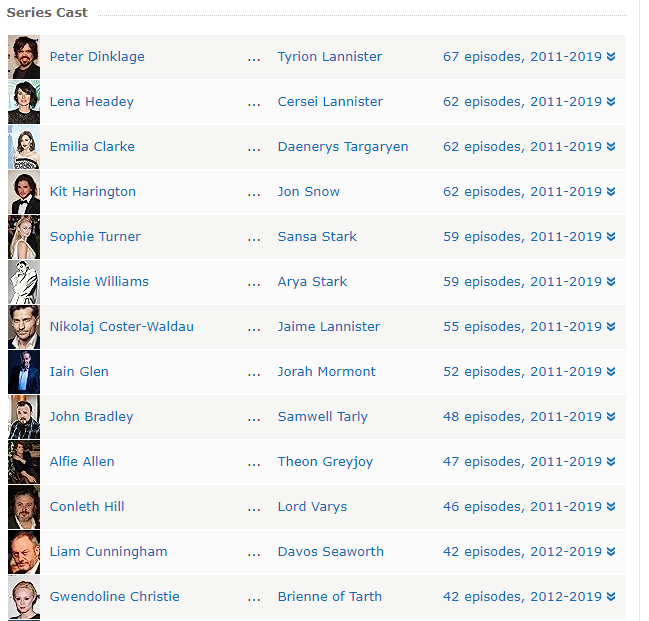 Series Cast
Peter Dinklage ... Tyrion Lannister 67 episodes, 2011-2019
Lena Headey ... Cersei Lannister 62 episodes, 2011-2019
Emilia Clarke ... Daenerys Targaryen 62 episodes, 2011-2019
Kit Harington ... Jon Snow 62 episodes, 2011-2019
Sophie Turner ... Sansa Stark 59 episodes, 2011-2019
Maisie Williams ... Arya Stark 59 episodes, 2011-2019
Nikolaj Coster-Waldau ... Jaime Lannister 55 episodes, 2011-2019
Iain Glen ... Jorah Mormont 52 episodes, 2011-2019
John Bradley ... Samwell Tarly 48 episodes, 2011-2019
Alfie Allen ... Theon Greyjoy 47 episodes, 2011-2019
Conleth Hill ... Lord Varys 46 episodes, 2011-2019
Liam Cunningham ... Davos Seaworth 42 episodes, 2012-2019
Gwendoline Christie ... Brienne of Tarth 42 episodes, 2012-2019